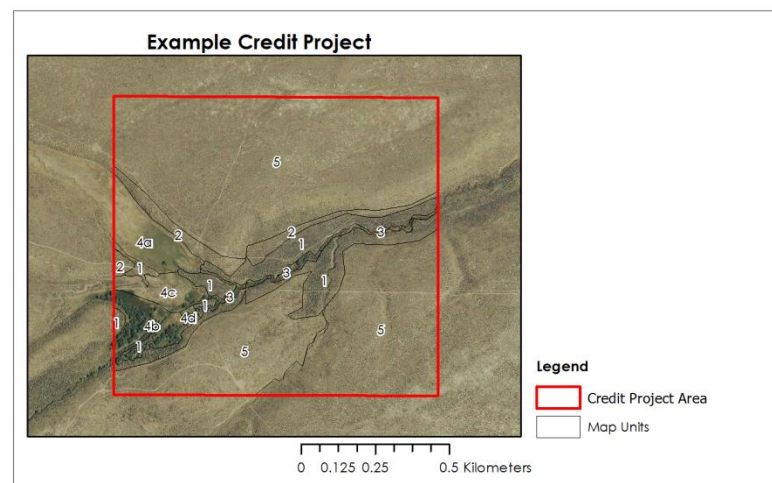 Example Credit Project
5
2
4a
2
1
3
2
1
3
1
4c
1
1
3
1
4b
4d
1
5
5
Legend
Credit Project Area
Map Units
0 0.125 0.25 0.5 Kilometers